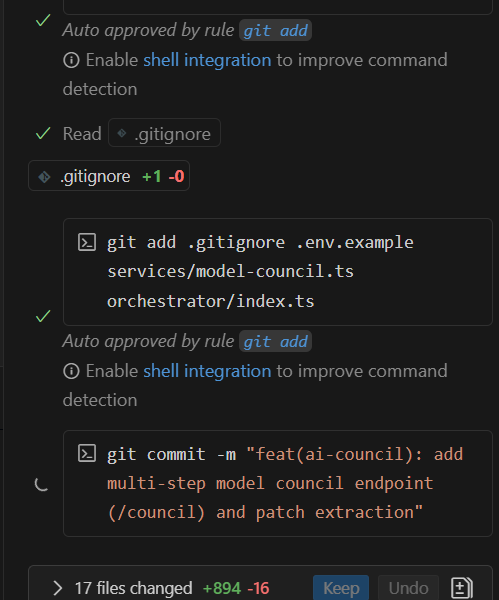 Auto approved by rule git add
Enable shell integration to improve command
detection
Read .gitignore
.gitignore +1 -0
git add .gitignore .env.example
services/model-council.ts
orchestrator/index.ts
Auto approved by rule git add
Enable shell integration to improve command
detection
git commit -m "feat(ai-council): add
multi-step model council endpoint
(/council) and patch extraction"
17 files changed +894 -16 Keep Undo